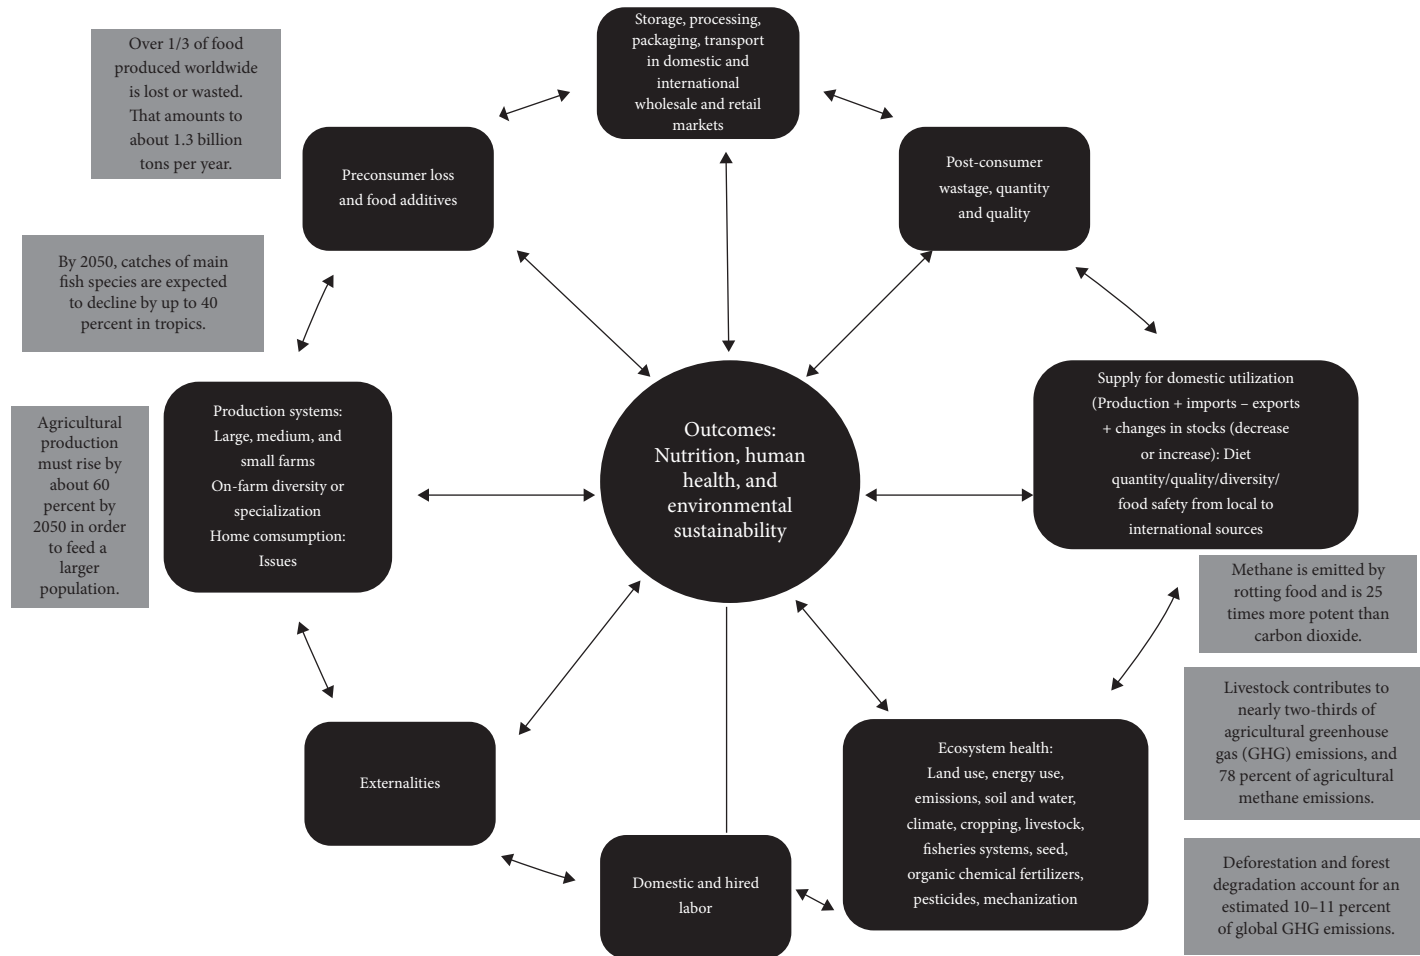 Storage, processing,
packaging, transport
in domestic and
international
wholesale and retail
markets
Over 1/3 of food
produced worldwide
is lost or wasted.
That amounts to
about 1.3 billion
tons per year.
Preconsumer loss
and food additives
Post-consumer
wastage, quantity
and quality
By 2050, catches of main
fish species are expected
to decline by up to 40
percent in tropics.
Agricultural
production
must rise by
about 60
percent by
2050 in order
to feed a
larger
population.
Production systems:
Large, medium, and
small farms
On-farm diversity or
specialization
Home comsumption:
Issues
Outcomes:
Nutrition, human
health, and
environmental
sustainability
Supply for domestic utilization
(Production + imports – exports
+ changes in stocks (decrease
or increase): Diet
quantity/quality/diversity/
food safety from local to
international sources
Methane is emitted by
rotting food and is 25
times more potent than
carbon dioxide.
Livestock contributes to
nearly two-thirds of
agricultural greenhouse
gas (GHG) emissions, and
78 percent of agricultural
methane emissions.
Externalities
Ecosystem health:
Land use, energy use,
emissions, soil and water,
climate, cropping, livestock,
fisheries systems, seed,
organic chemical fertilizers,
pesticides, mechanization
Domestic and hired
labor
Deforestation and forest
degradation account for an
estimated 10–11 percent
of global GHG emissions.